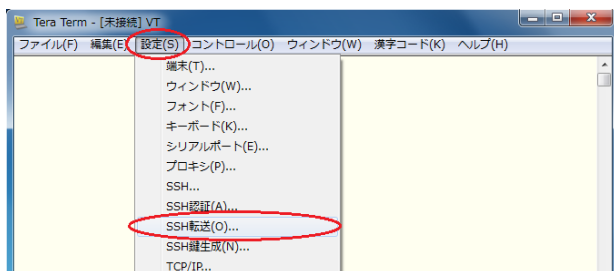 Tera Term - [未接続] VT
ファイル(F) 編集(E) 設定(S) コントロール(O) ウィンドウ(W) 漢字コード(K) ヘルプ(H)
端末(T)...
ウィンドウ(W)...
フォント(F)...
キーボード(K)...
シリアルポート(E)...
プロキシ(P)...
SSH...
SSH認証(A)...
SSH転送(O)...
SSH鍵生成(N)...
TCP/IP...